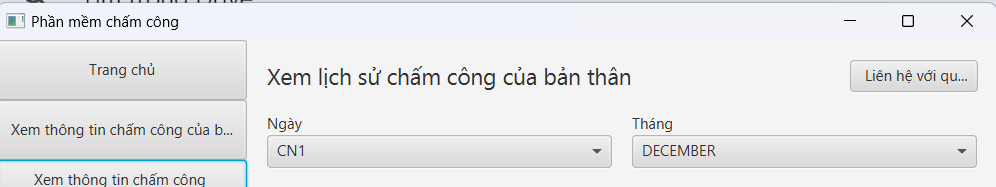 Phần mềm chấm công
Trang chủ
Xem lịch sử chấm công của bản thân
Liên hệ với qu...
Xem thông tin chấm công của b...
Ngày
Tháng
CN1
DECEMBER
Xem thông tin chấm công